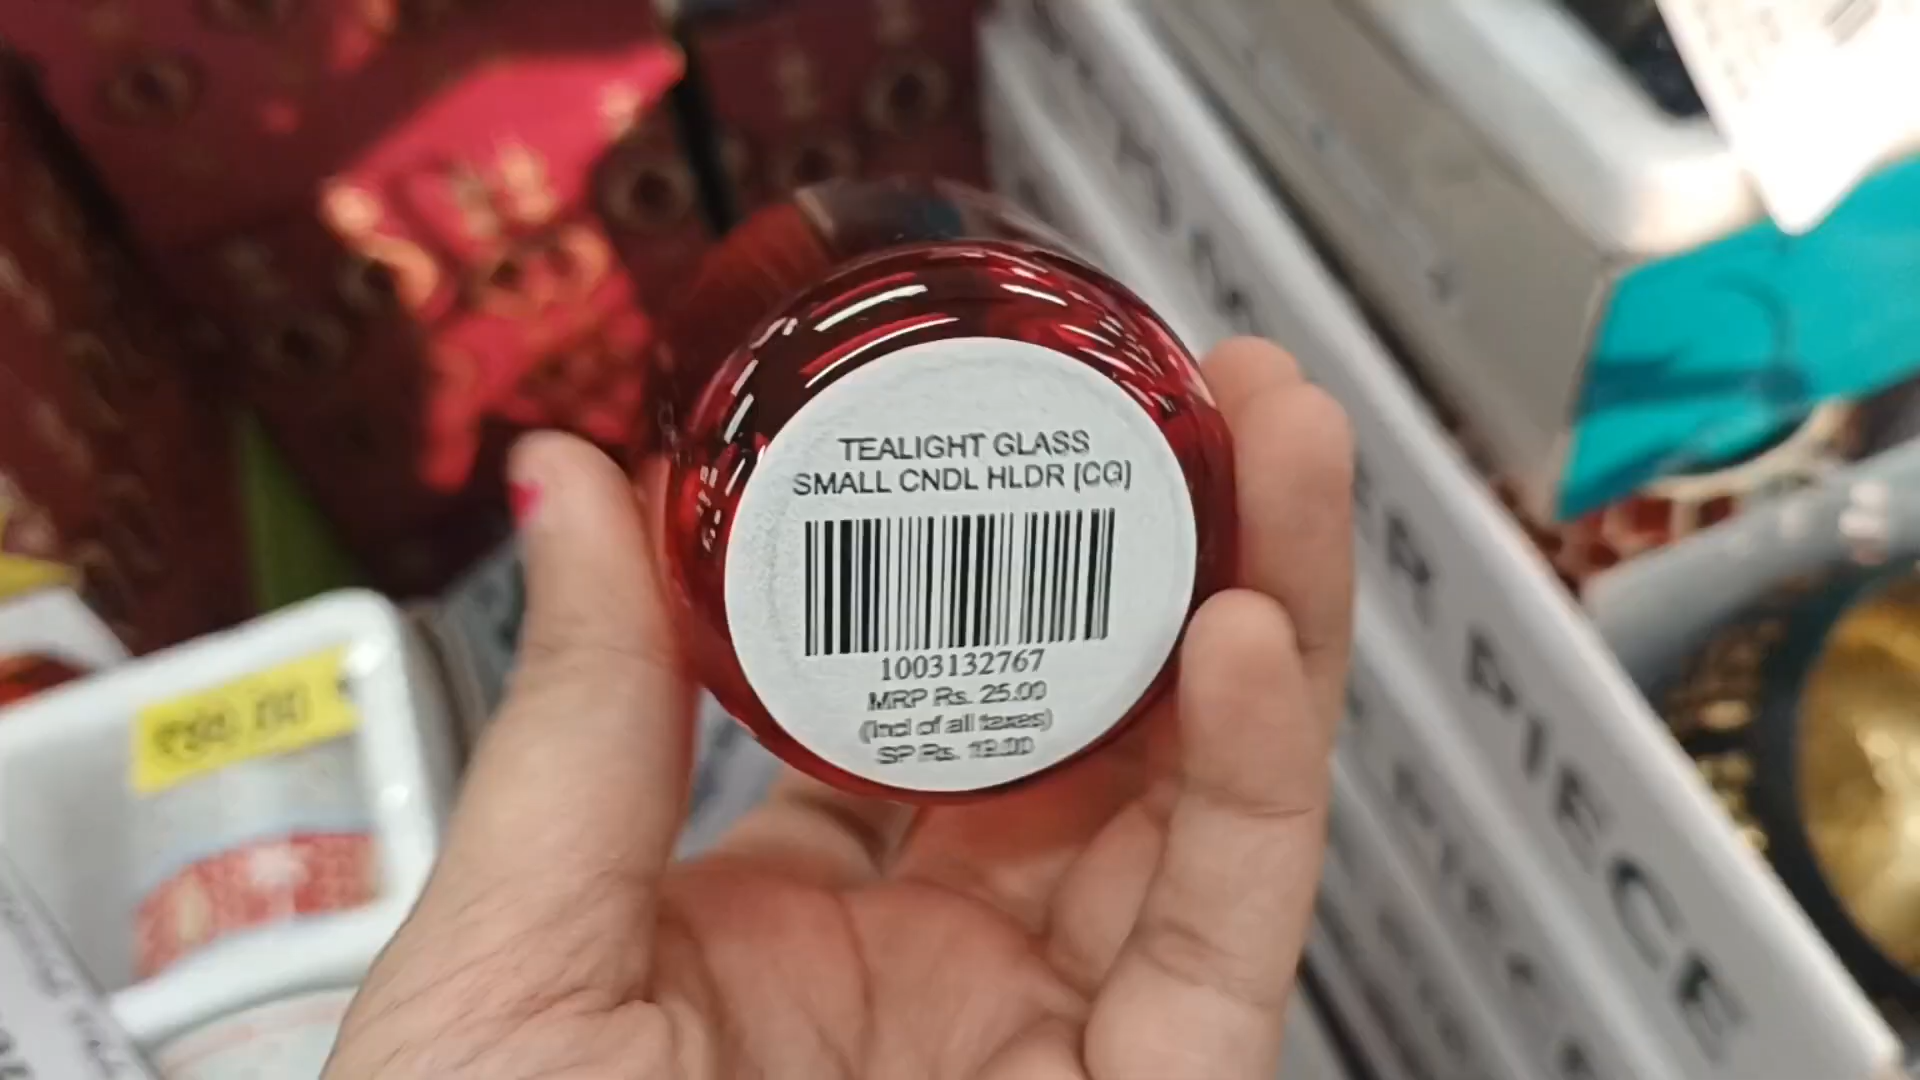 TEALIGHT GLASS
SMALL CNDL HLDR [CG]
1003132767
MRP Rs. 25.00
(Incl of all taxes)
SP Rs. 19.00
PIECE